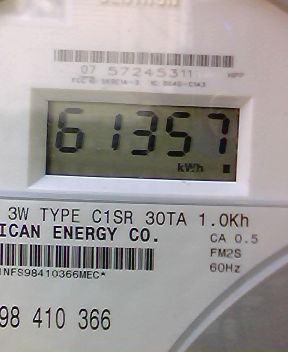 07 57245311
61357
kWh
3W TYPE C1SR 30TA 1.0Kh
ICAN ENERGY CO.
CA 0.5
FM2S
60Hz
NFS98410366MEC*
98 410 366